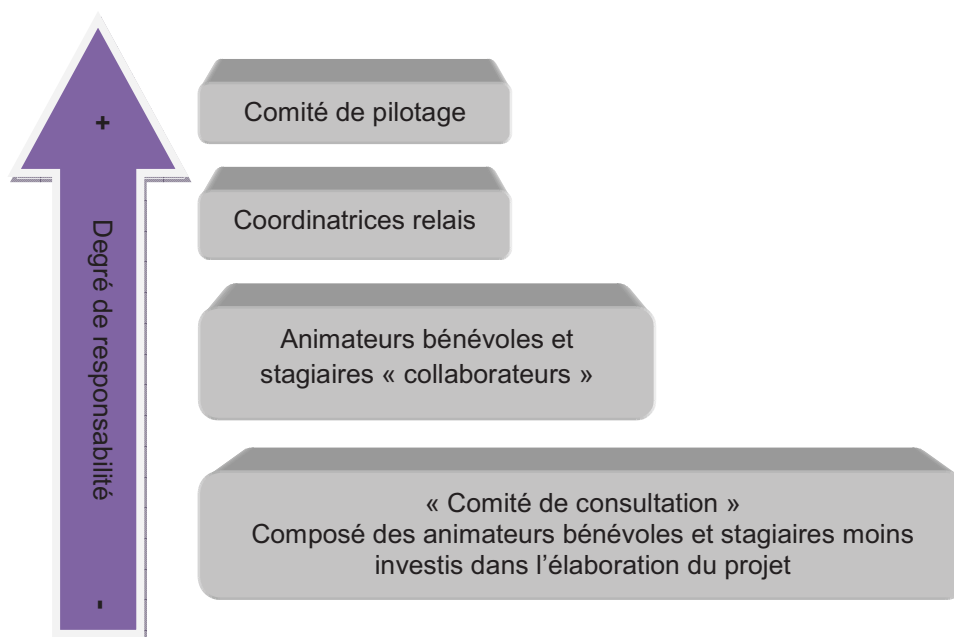 +
Degré de responsabilité
-
Comité de pilotage
Coordinatrices relais
Animateurs bénévoles et
stagiaires « collaborateurs »
« Comité de consultation »
Composé des animateurs bénévoles et stagiaires moins
investis dans l’élaboration du projet